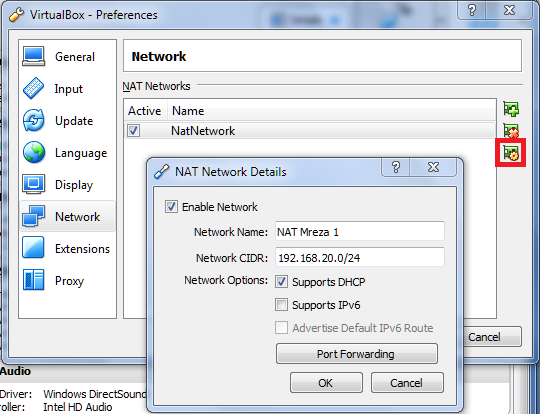 VirtualBox - Preferences
General
Input
Update
Language
Display
Network
Extensions
Proxy
Network
NAT Networks
Active Name
NatNetwork
NAT Network Details
Enable Network
Network Name: NAT Mreza 1
Network CIDR: 192.168.20.0/24
Network Options: Supports DHCP
Supports IPv6
Advertise Default IPv6 Route
Port Forwarding
OK Cancel
Cancel
Audio
Driver: Windows DirectSound
roller: Intel HD Audio